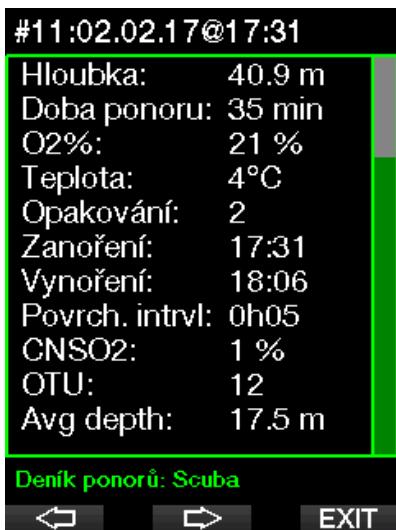 #11:02.02.17@17:31
Hloubka: 40.9 m
Doba ponoru: 35 min
O2%: 21 %
Teplota: 4°C
Opakování: 2
Zanoření: 17:31
Vynoření: 18:06
Povrch. intrvl: 0h05
CNSO2: 1 %
OTU: 12
Avg depth: 17.5 m
Deník ponorů: Scuba
EXIT